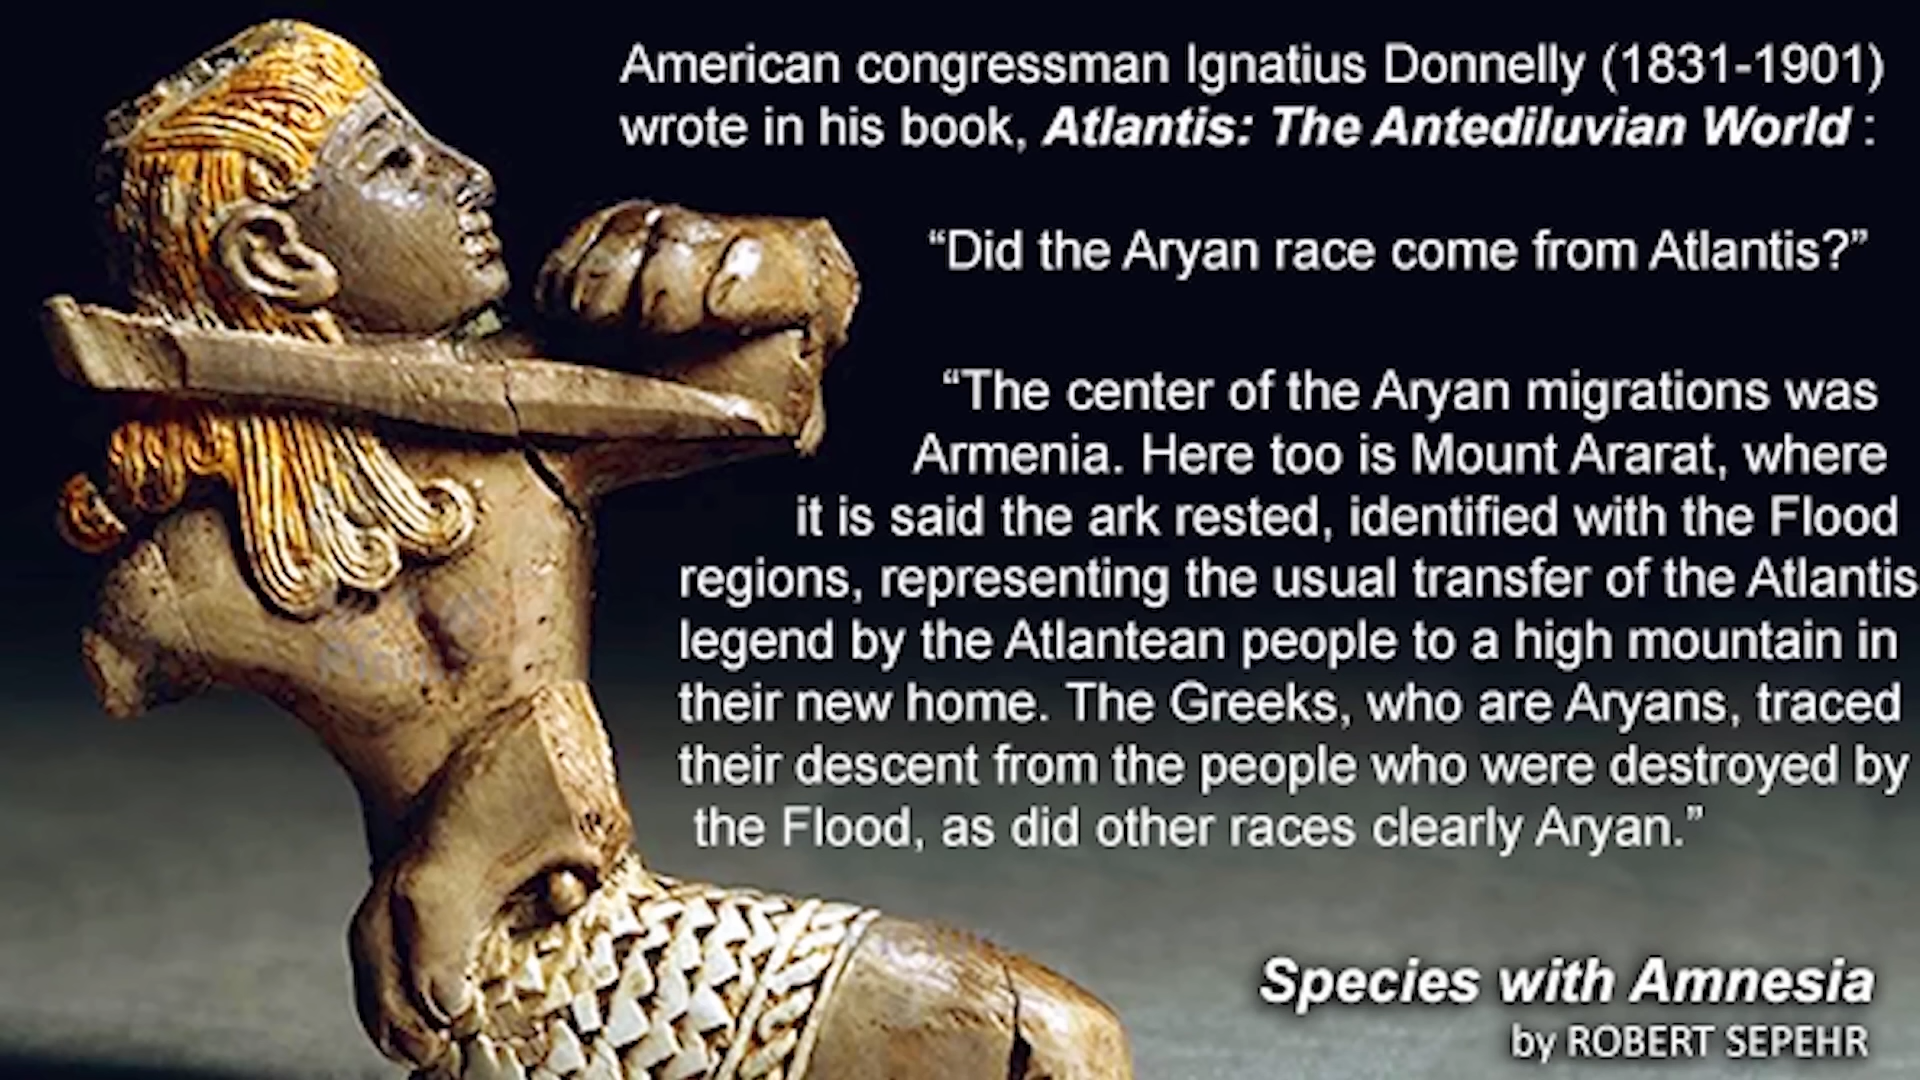 American congressman Ignatius Donnelly (1831-1901)
wrote in his book, Atlantis: The Antediluvian World :
“Did the Aryan race come from Atlantis?”
“The center of the Aryan migrations was
Armenia. Here too is Mount Ararat, where
it is said the ark rested, identified with the Flood
regions, representing the usual transfer of the Atlantis
legend by the Atlantean people to a high mountain in
their new home. The Greeks, who are Aryans, traced
their descent from the people who were destroyed by
the Flood, as did other races clearly Aryan.”
Species with Amnesia
by ROBERT SEPEHR